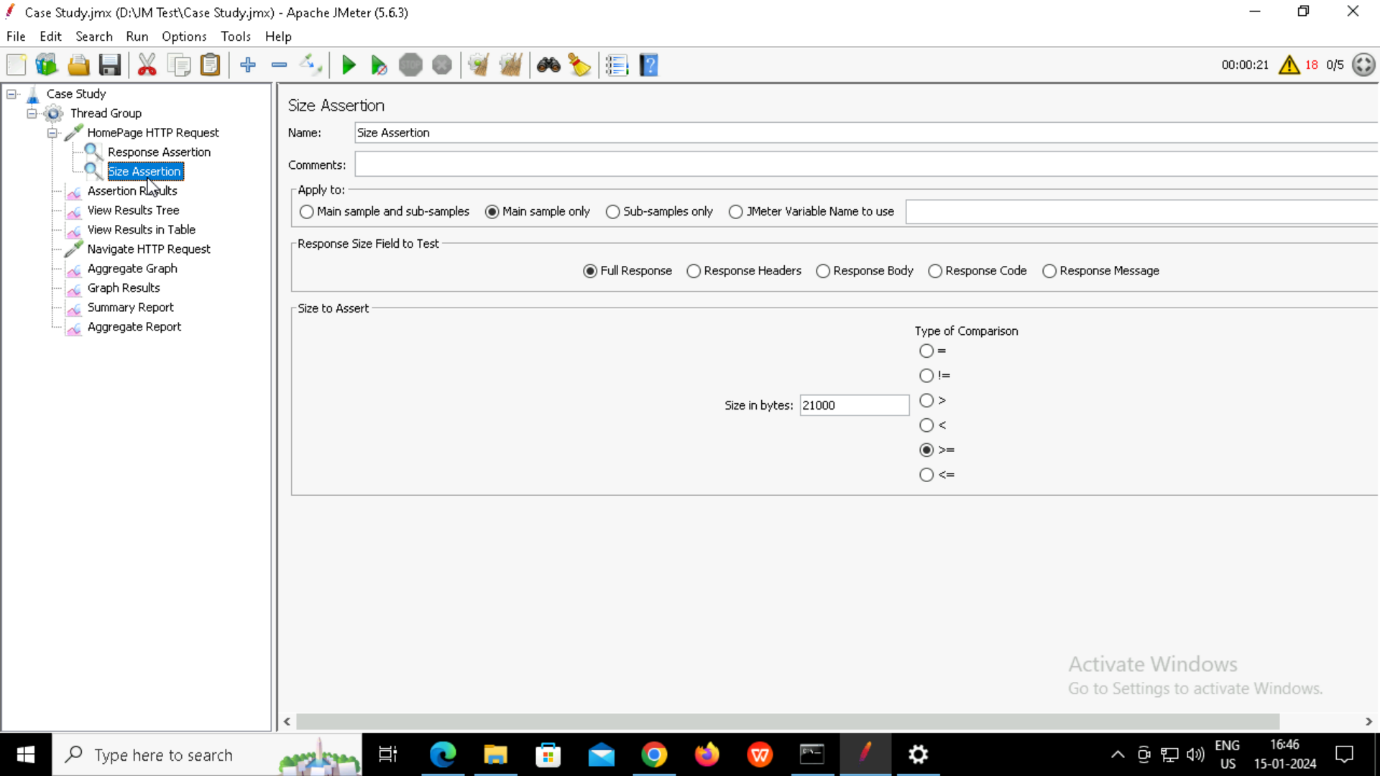 Case Study.jmx (D:\JM Test\Case Study.jmx) - Apache JMeter (5.6.3)
File Edit Search Run Options Tools Help
00:00:21 18 0/5
Case Study
Thread Group
HomePage HTTP Request
Response Assertion
Size Assertion
Assertion Results
View Results Tree
View Results in Table
Navigate HTTP Request
Aggregate Graph
Graph Results
Summary Report
Aggregate Report
Size Assertion
Name: Size Assertion
Comments:
Apply to:
Main sample and sub-samples Main sample only Sub-samples only JMeter Variable Name to use
Response Size Field to Test
Full Response Response Headers Response Body Response Code Response Message
Size to Assert
Type of Comparison
=
!=
Size in bytes: 21000 >
<
>=
<=
Activate Windows
Go to Settings to activate Windows.
Type here to search
ENG
US
16:46
15-01-2024